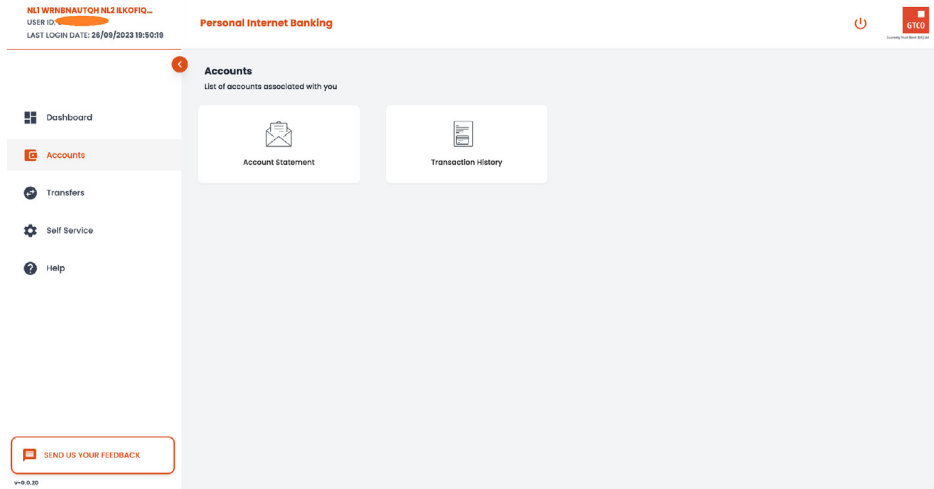 NL1 WRNBNAUTQH NL2 ILKOFIQ...
USER ID:
LAST LOGIN DATE: 26/09/2023 19:50:19
Personal Internet Banking
GTCO
Accounts
List of accounts associated with you
Dashboard
Accounts
Transfers
Self Service
Help
Account Statement
Transaction History
SEND US YOUR FEEDBACK
v-0.0.20